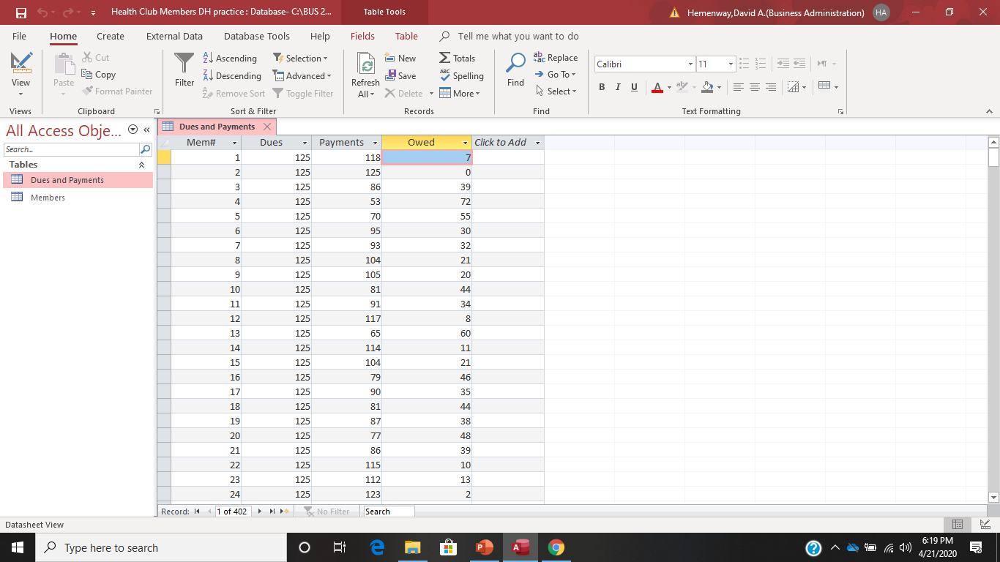 Health Club Members DH practice : Database- C:\BUS 2...
Table Tools
Hemenway,David A.(Business Administration)
HA
File Home Create External Data Database Tools Help Fields Table Tell me what you want to do
View
Views
Paste
Cut
Copy
Format Painter
Clipboard
Filter
Ascending
Descending
Remove Sort
Selection
Advanced
Toggle Filter
Sort & Filter
Refresh
All
New
Save
Delete
Totals
Spelling
More
Records
Find
Replace
Go To
Select
Find
Calibri 11
B I U A
Text Formatting
All Access Obje...
Search...
Tables
Dues and Payments
Members
Dues and Payments
Mem# Dues Payments Owed Click to Add
1 125 118 7
2 125 125 0
3 125 86 39
4 125 53 72
5 125 70 55
6 125 95 30
7 125 93 32
8 125 104 21
9 125 105 20
10 125 81 44
11 125 91 34
12 125 117 8
13 125 65 60
14 125 114 11
15 125 104 21
16 125 79 46
17 125 90 35
18 125 81 44
19 125 87 38
20 125 77 48
21 125 86 39
22 125 115 10
23 125 112 13
24 125 123 2
Record: 1 of 402 No Filter Search
Datasheet View
Type here to search
6:19 PM
4/21/2020